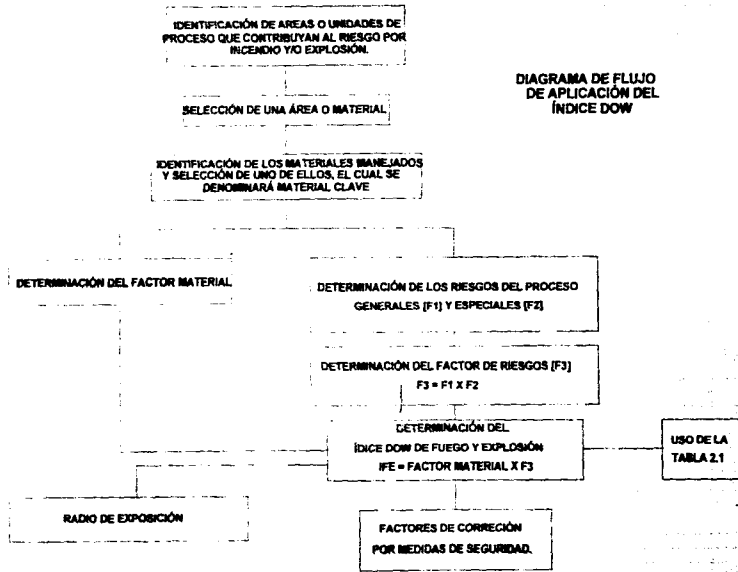 IDENTIFICACIÓN DE AREAS O UNIDADES DE
PROCESO QUE CONTRIBUYAN AL RIESGO POR
INCENDIO Y/O EXPLOSIÓN.
DIAGRAMA DE FLUJO
DE APLICACIÓN DEL
ÍNDICE DOW
SELECCIÓN DE UNA ÁREA O MATERIAL
IDENTIFICACIÓN DE LOS MATERIALES MANEJADOS
Y SELECCIÓN DE UNO DE ELLOS, EL CUAL SE
DENOMINARÁ MATERIAL CLAVE
DETERMINACIÓN DEL FACTOR MATERIAL
DETERMINACIÓN DE LOS RIESGOS DEL PROCESO
GENERALES [F1] Y ESPECIALES [F2]
DETERMINACIÓN DEL FACTOR DE RIESGOS [F3]
F3 = F1 X F2
DETERMINACIÓN DEL
ÍDICE DOW DE FUEGO Y EXPLOSIÓN
IFE = FACTOR MATERIAL X F3
USO DE LA
TABLA 2.1
RADIO DE EXPOSICIÓN
FACTORES DE CORRECIÓN
POR MEDIDAS DE SEGURIDAD.